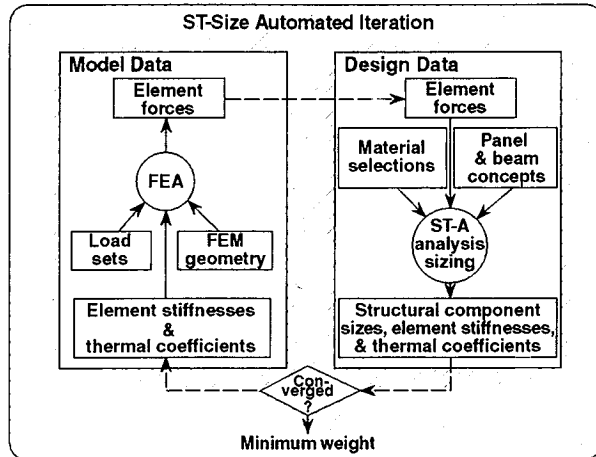 ST-Size Automated Iteration
Model Data
Element
forces
FEA
Load
sets
FEM
geometry
Element stiffnesses
&
thermal coefficients
Design Data
Element
forces
Material
selections
Panel
& beam
concepts
ST-A
analysis
sizing
Structural component
sizes, element stiffnesses,
& thermal coefficients
Con-
verged
?
Minimum weight